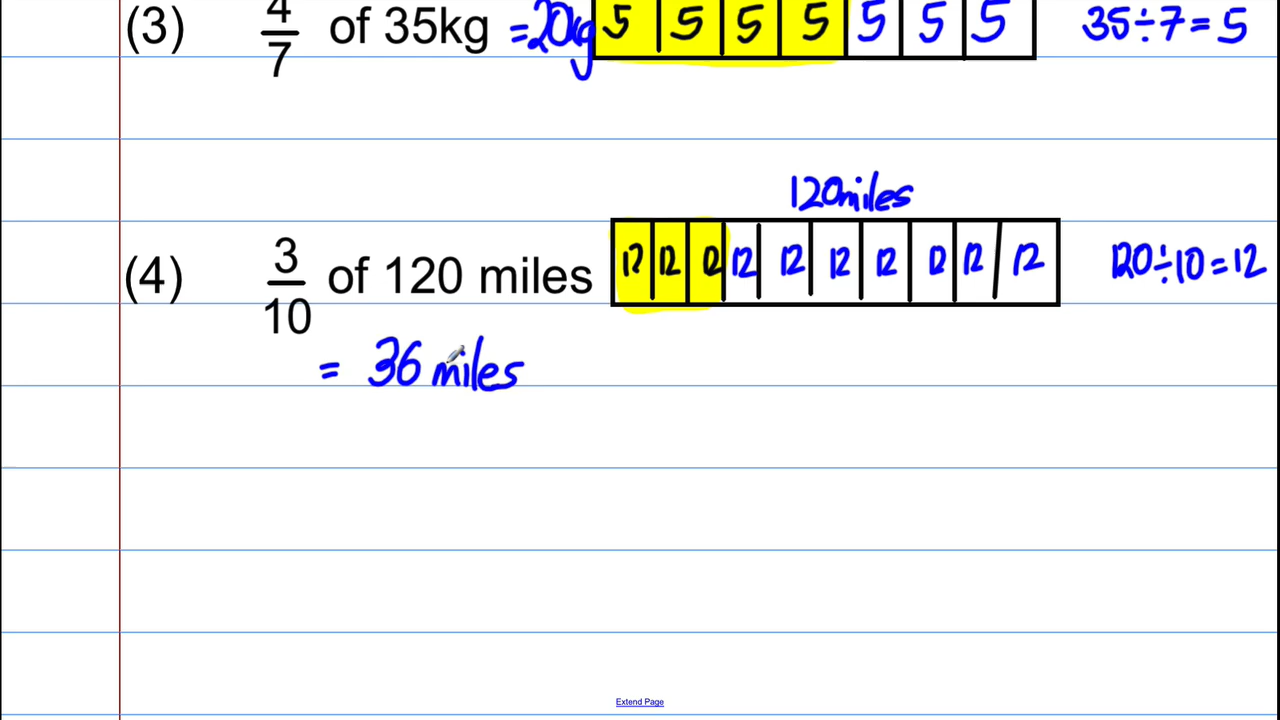 (3) 4/7 of 35kg =20kg 5 5 5 5 5 5 5 35÷7=5
120miles
(4) 3/10 of 120 miles 12 12 12 12 12 12 12 12 12 12 120÷10=12
= 36 miles
Extend Page